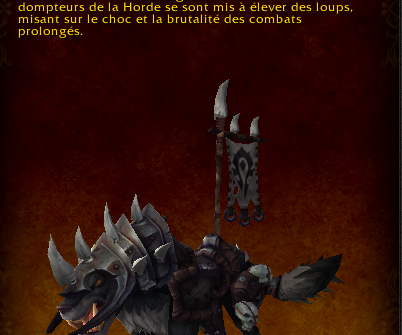 dompteurs de la Horde se sont mis à élever des loups,
misant sur le choc et la brutalité des combats
prolongés.